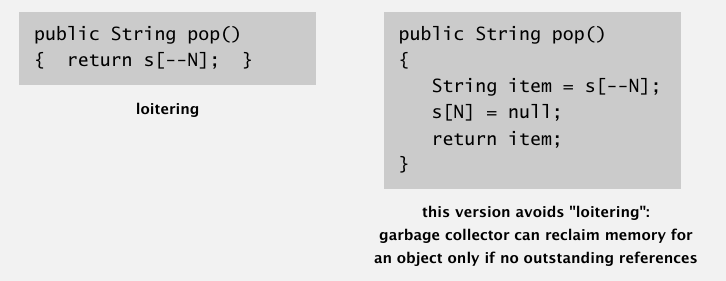 public String pop()
{  return s[--N];  }
loitering
public String pop()
{
   String item = s[--N];
   s[N] = null;
   return item;
}
this version avoids "loitering":
garbage collector can reclaim memory for
an object only if no outstanding references